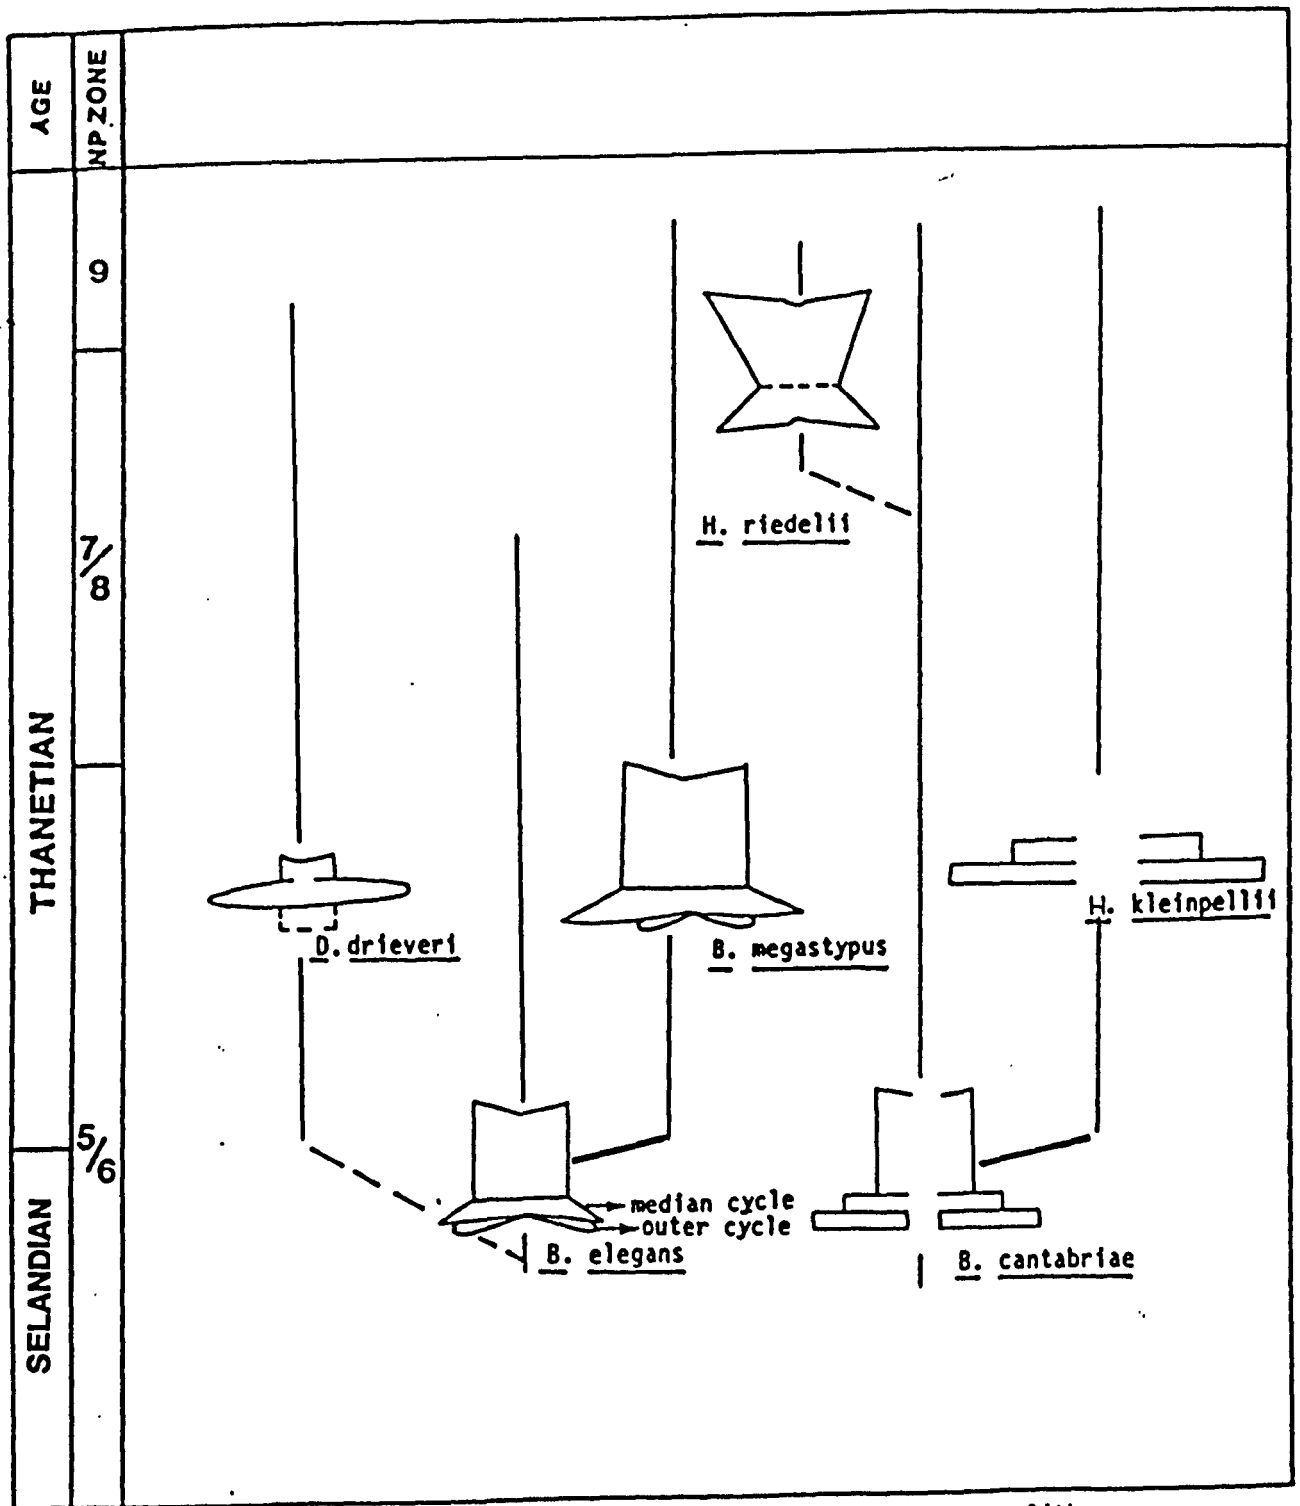 AGE
NP ZONE
9
7/8
5/6
THANETIAN
SELANDIAN
H. riedelii
D. drieveri
B. megastypus
H. kleinpellii
median cycle
outer cycle
B. elegans
B. cantabriae